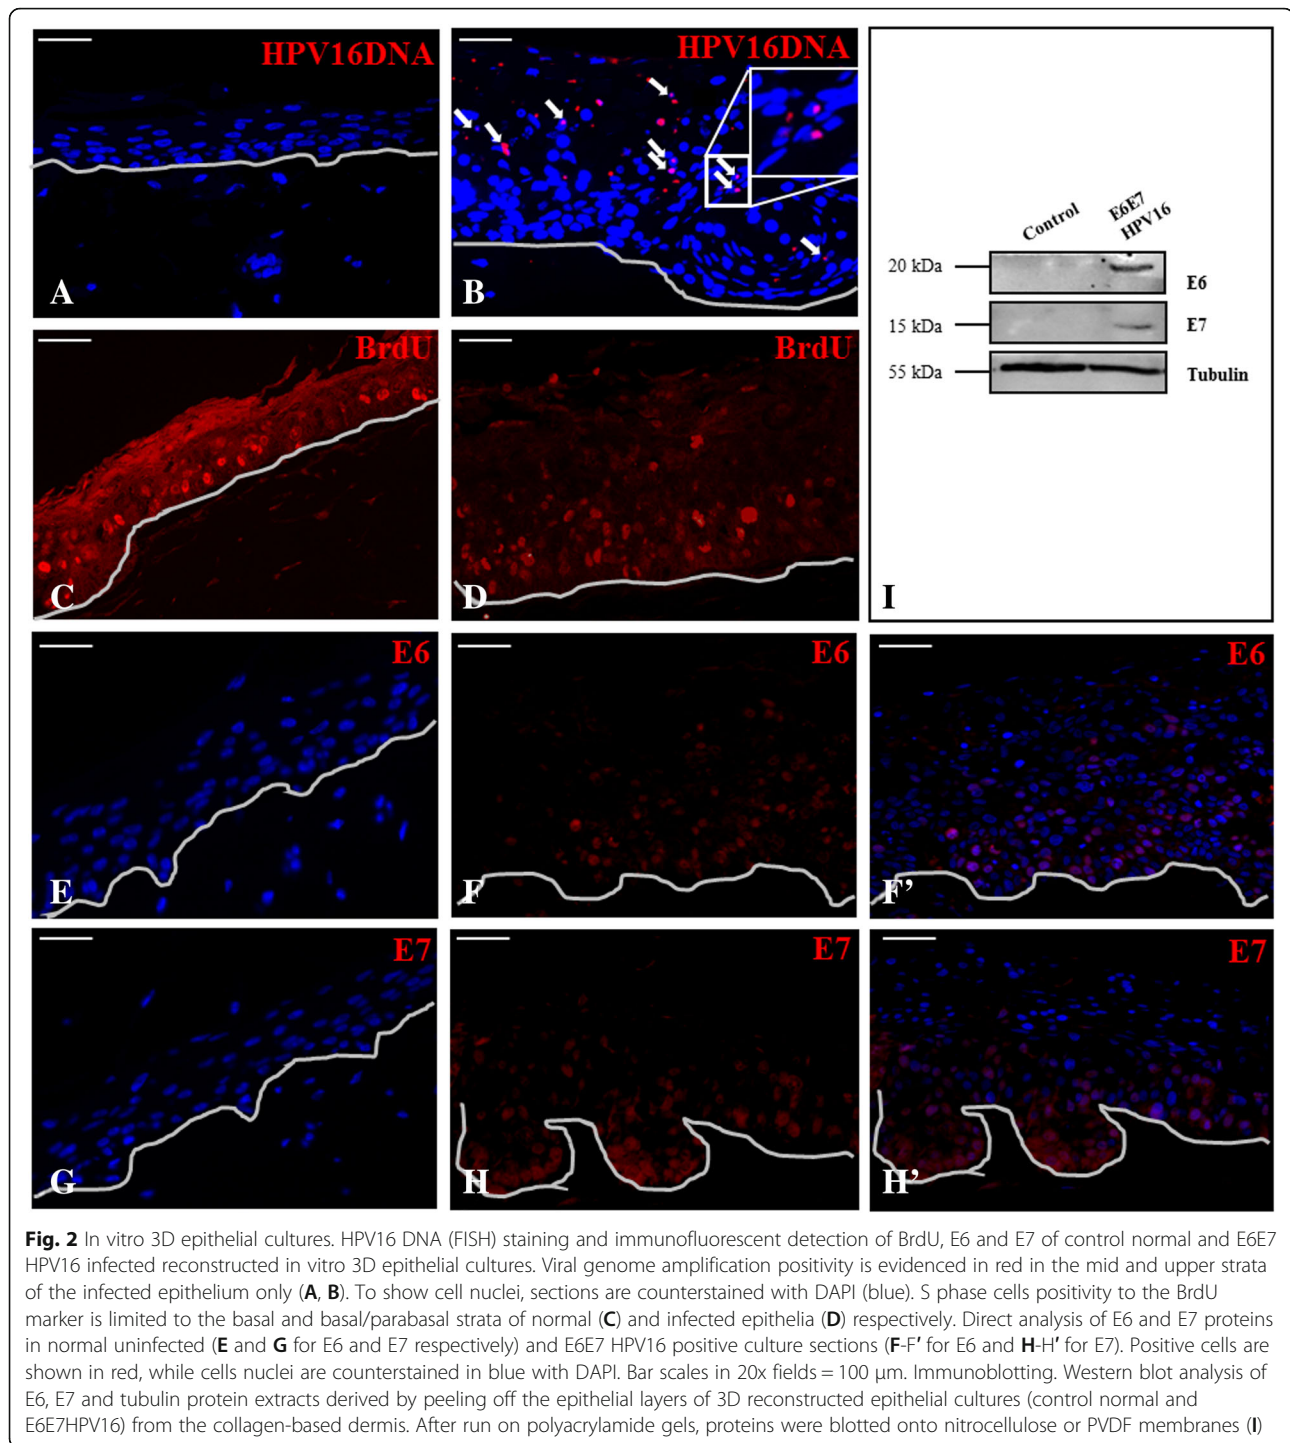 HPV16DNA
A
HPV16DNA
B
Control
E6E7
HPV16
20 kDa
E6
15 kDa
E7
55 kDa
Tubulin
I
BrdU
C
BrdU
D
E6
E
E6
F
E6
F’
E7
G
E7
H
E7
H’
Fig. 2 In vitro 3D epithelial cultures. HPV16 DNA (FISH) staining and immunofluorescent detection of BrdU, E6 and E7 of control normal and E6E7
HPV16 infected reconstructed in vitro 3D epithelial cultures. Viral genome amplification positivity is evidenced in red in the mid and upper strata
of the infected epithelium only (A, B). To show cell nuclei, sections are counterstained with DAPI (blue). S phase cells positivity to the BrdU
marker is limited to the basal and basal/parabasal strata of normal (C) and infected epithelia (D) respectively. Direct analysis of E6 and E7 proteins
in normal uninfected (E and G for E6 and E7 respectively) and E6E7 HPV16 positive culture sections (F-F′ for E6 and H-H′ for E7). Positive cells are
shown in red, while cells nuclei are counterstained in blue with DAPI. Bar scales in 20x fields = 100 μm. Immunoblotting. Western blot analysis of
E6, E7 and tubulin protein extracts derived by peeling off the epithelial layers of 3D reconstructed epithelial cultures (control normal and
E6E7HPV16) from the collagen-based dermis. After run on polyacrylamide gels, proteins were blotted onto nitrocellulose or PVDF membranes (I)